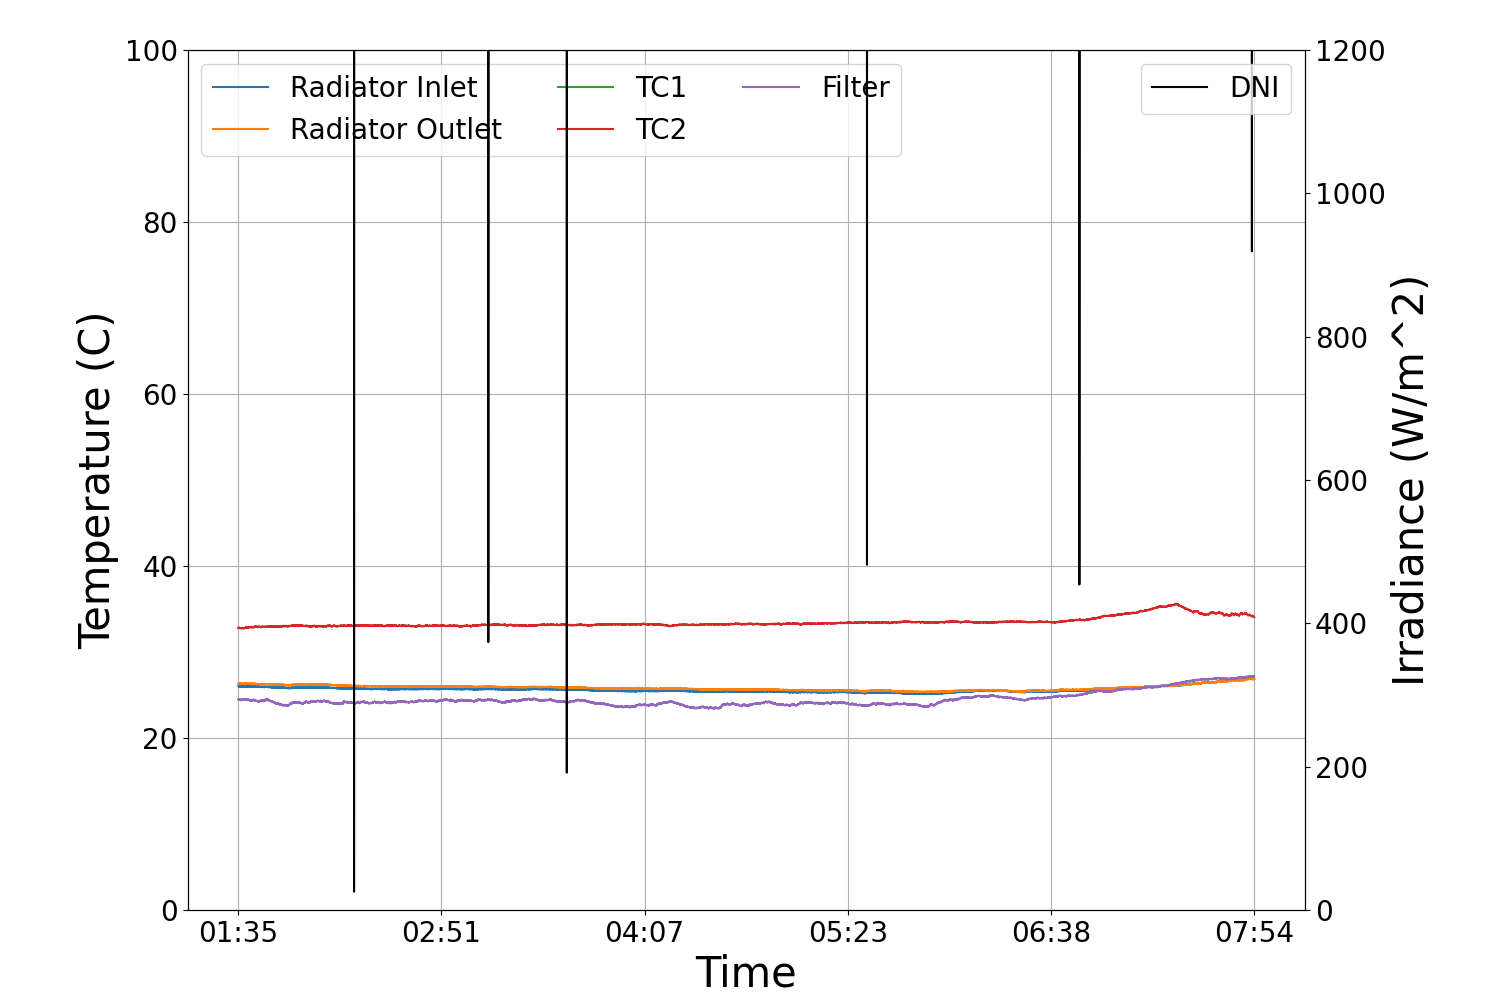 100
80
60
40
20
0
Temperature (C)
Radiator Inlet
Radiator Outlet
TC1
TC2
Filter
DNI
1200
1000
800
600
400
200
0
Irradiance (W/m^2)
01:35 02:51 04:07 05:23 06:38 07:54
Time